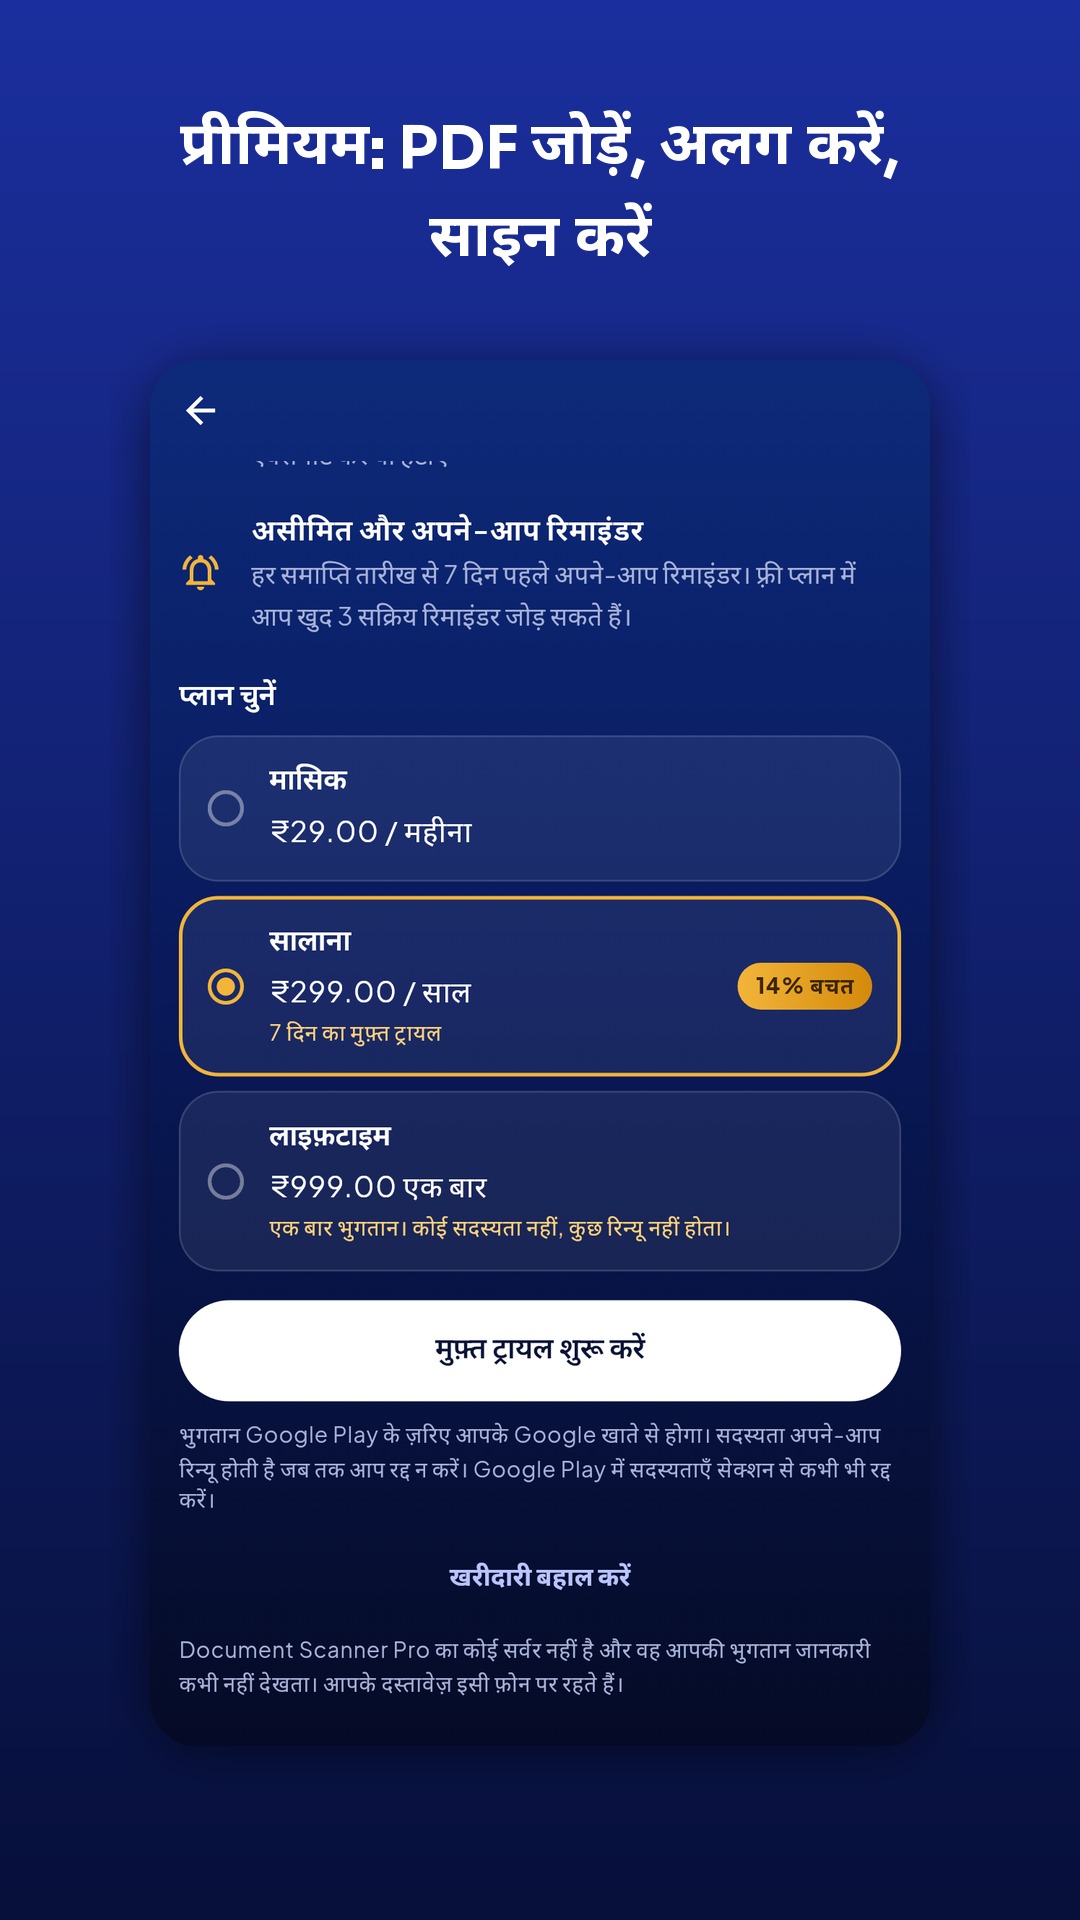 प्रीमियम: PDF जोड़ें, अलग करें,
साइन करें
असीमित और अपने-आप रिमाइंडर
हर समाप्ति तारीख से 7 दिन पहले अपने-आप रिमाइंडर। फ़्री प्लान में
आप खुद 3 सक्रिय रिमाइंडर जोड़ सकते हैं।
प्लान चुनें
मासिक
₹29.00 / महीना
सालाना
₹299.00 / साल
14% बचत
7 दिन का मुफ़्त ट्रायल
लाइफ़टाइम
₹999.00 एक बार
एक बार भुगतान। कोई सदस्यता नहीं, कुछ रिन्यू नहीं होता।
मुफ़्त ट्रायल शुरू करें
भुगतान Google Play के ज़रिए आपके Google खाते से होगा। सदस्यता अपने-आप
रिन्यू होती है जब तक आप रद्द न करें। Google Play में सदस्यताएँ सेक्शन से कभी भी रद्द
करें।
खरीदारी बहाल करें
Document Scanner Pro का कोई सर्वर नहीं है और वह आपकी भुगतान जानकारी
कभी नहीं देखता। आपके दस्तावेज़ इसी फ़ोन पर रहते हैं।